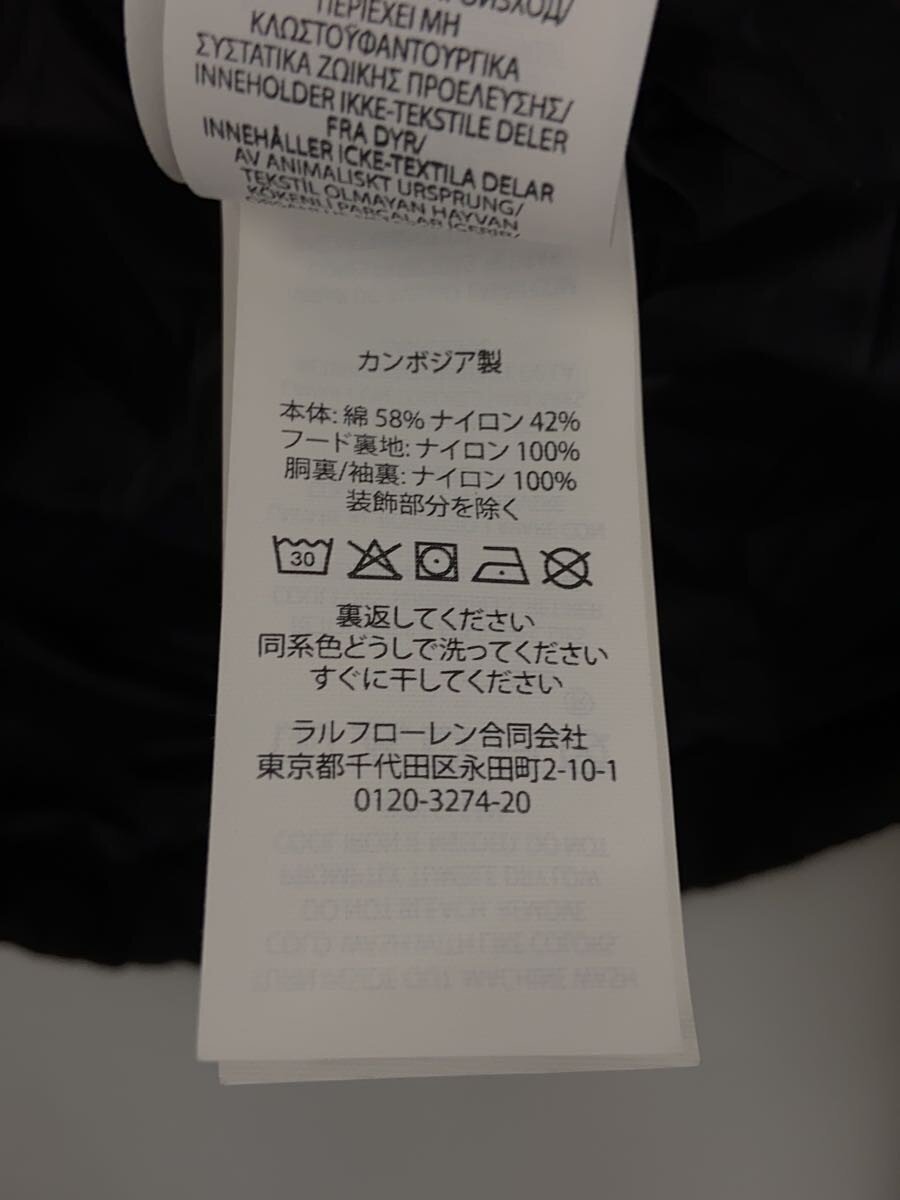 ΠΕΡΙΕΧΕΙ ΜΗ
ΚΛΩΣΤΟΫΦΑΝΤΟΥΡΓΙΚΑ
ΣΥΣΤΑΤΙΚΑ ΖΩΙΚΗΣ ΠΡΟΕΛΕΥΣΗΣ/
INNEHOLDER IKKE-TEKSTILE DELER
FRA DYR/
INNEHÅLLER ICKE-TEXTILA DELAR
AV ANIMALISKT URSPRUNG/
TEKSTİL OLMAYAN HAYVAN
KÖKENLİ PARÇALAR İÇERİR/
カンボジア製
本体: 綿 58% ナイロン 42%
フード裏地: ナイロン 100%
胴裏/袖裏: ナイロン 100%
装飾部分を除く
30
裏返してください
同系色どうしで洗ってください
すぐに干してください
ラルフローレン合同会社
東京都千代田区永田町2-10-1
0120-3274-20